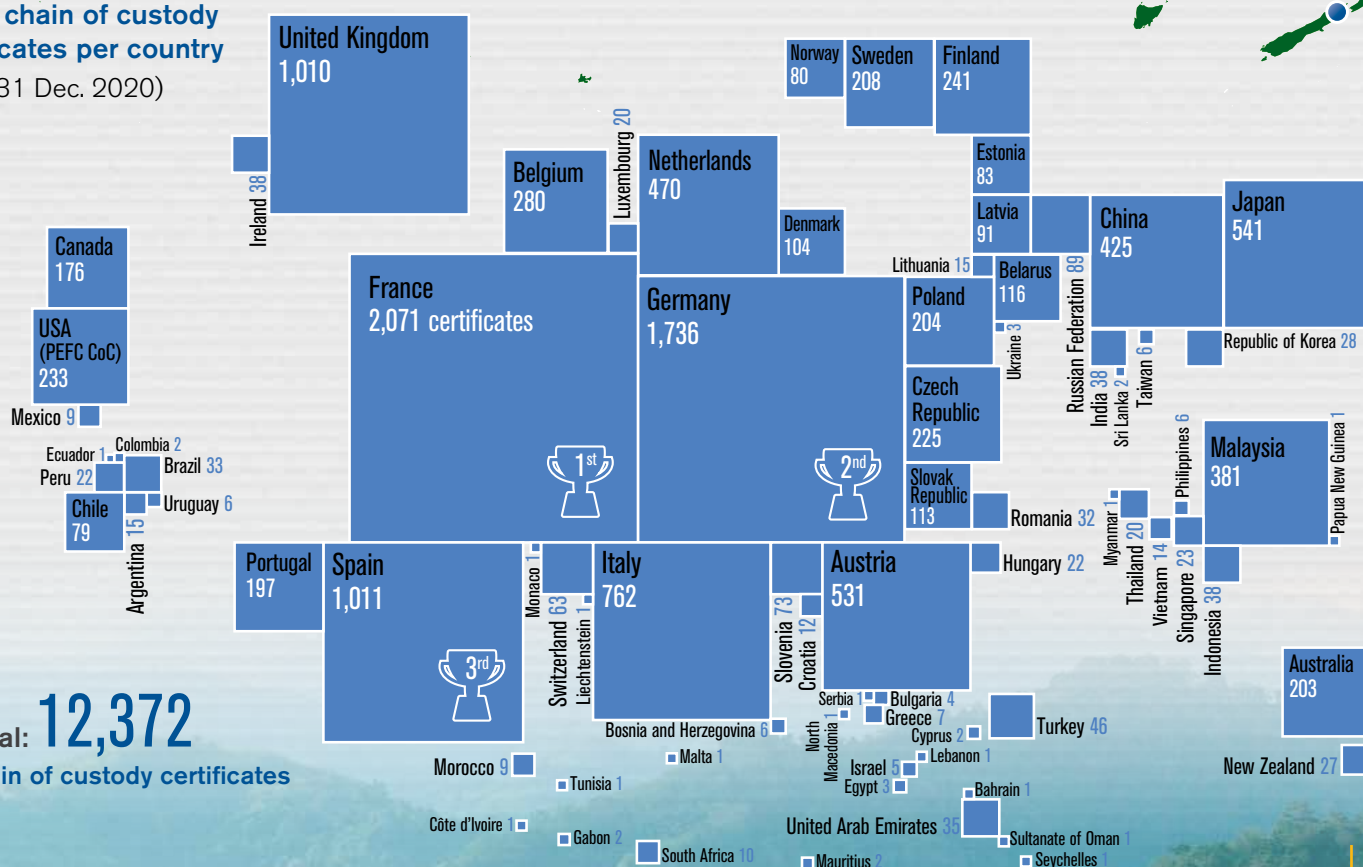 chain of custody
cates per country
31 Dec. 2020)
United Kingdom
1,010
Ireland 38
Norway
80
Sweden
208
Finland
241
Belgium
280
Luxembourg 20
Netherlands
470
Denmark
104
Estonia
83
Latvia
91
Lithuania 15
Belarus
116
Russian Federation 89
China
425
Japan
541
Canada
176
USA
(PEFC CoC)
233
Mexico 9
France
2,071 certificates
1st
Germany
1,736
2nd
Poland
204
Ukraine 3
Czech
Republic
225
Slovak
Republic
113
Romania 32
Hungary 22
India 38
Sri Lanka 2
Taiwan 6
Republic of Korea 28
Ecuador 1
Colombia 2
Peru 22
Brazil 33
Chile
79
Argentina 15
Uruguay 6
Myanmar 1
Thailand 20
Vietnam 14
Philippines 6
Singapore 23
Malaysia
381
Indonesia 38
Papua New Guinea 1
Portugal
197
Spain
1,011
3rd
Monaco 1
Switzerland 63
Liechtenstein 1
Italy
762
Slovenia 73
Croatia 12
Austria
531
Australia
203
New Zealand 27
Bosnia and Herzegovina 6
Serbia 1
Bulgaria 4
North
Macedonia 1
Greece 7
Cyprus 2
Turkey 46
Lebanon 1
Israel 5
Egypt 3
Morocco 9
Malta 1
Tunisia 1
Côte d'Ivoire 1
Gabon 2
South Africa 10
Bahrain 1
United Arab Emirates 35
Sultanate of Oman 1
Mauritius 2
Seychelles 1
al: 12,372
in of custody certificates